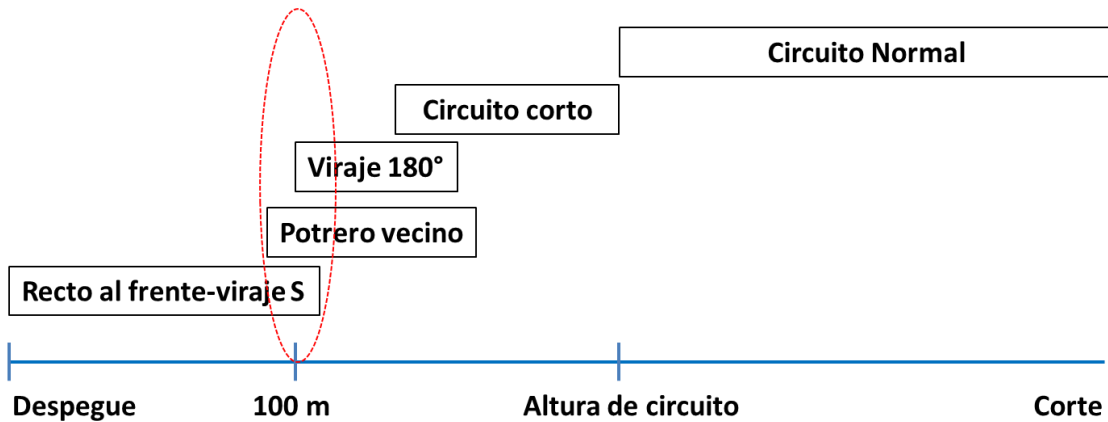 Circuito Normal
Circuito corto
Viraje 180°
Potrero vecino
Recto al frente-viraje S
Despegue 100 m Altura de circuito Corte